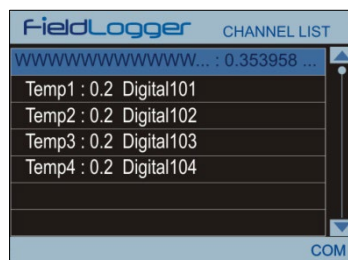 FieldLogger CHANNEL LIST
WWWWWWWWWWWW... : 0.353958 ...
Temp1 : 0.2 Digital101
Temp2 : 0.2 Digital102
Temp3 : 0.2 Digital103
Temp4 : 0.2 Digital104
COM